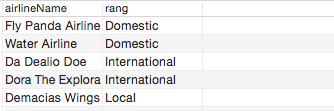 airlineName rang
Fly Panda Airline Domestic
Water Airline Domestic
Da Dealio Doe International
Dora The Explora International
Demacias Wings Local